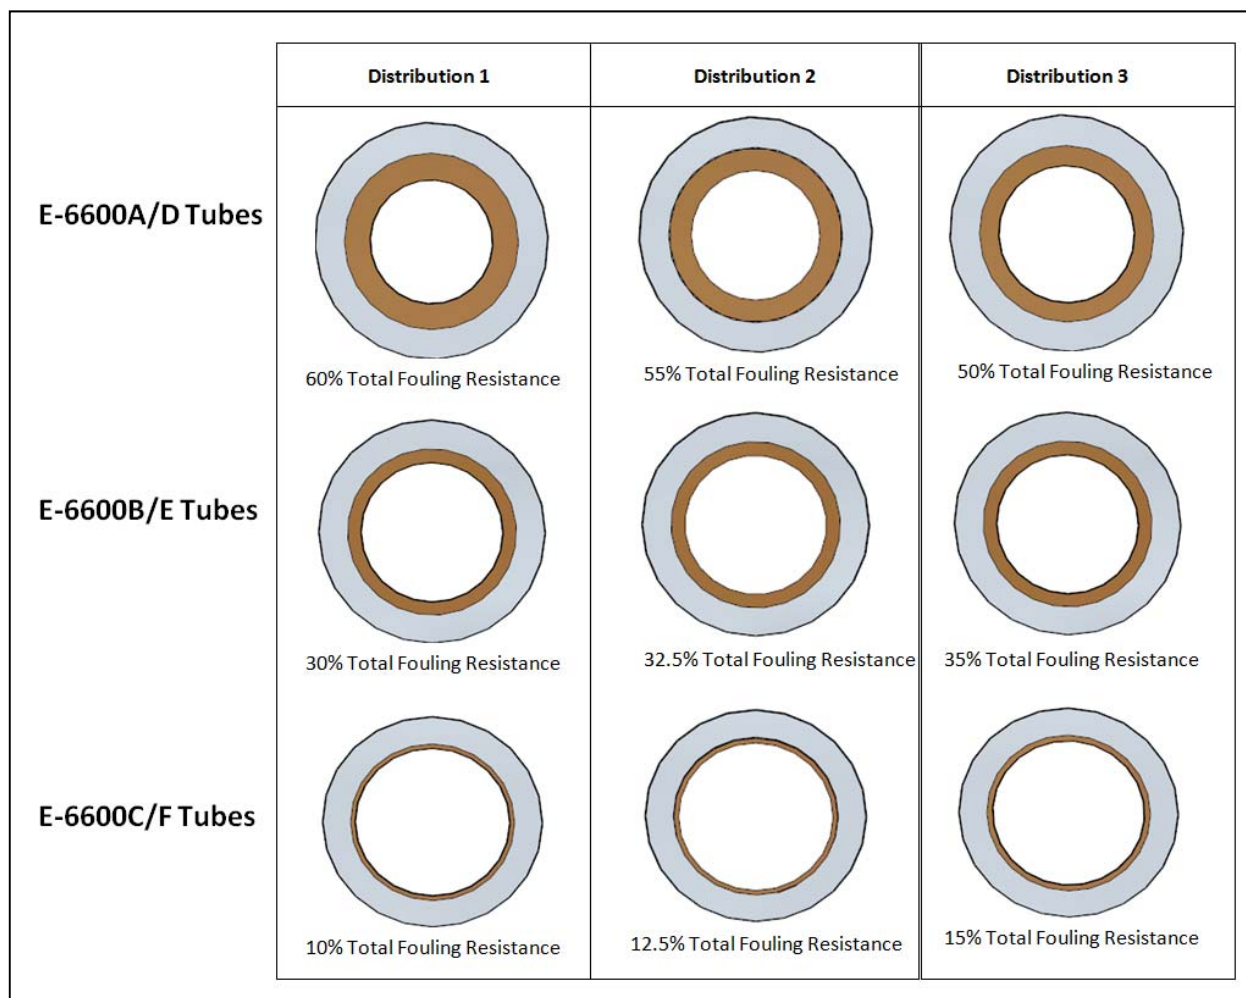 Distribution 1
Distribution 2
Distribution 3
E-6600A/D Tubes
60% Total Fouling Resistance
55% Total Fouling Resistance
50% Total Fouling Resistance
E-6600B/E Tubes
30% Total Fouling Resistance
32.5% Total Fouling Resistance
35% Total Fouling Resistance
E-6600C/F Tubes
10% Total Fouling Resistance
12.5% Total Fouling Resistance
15% Total Fouling Resistance